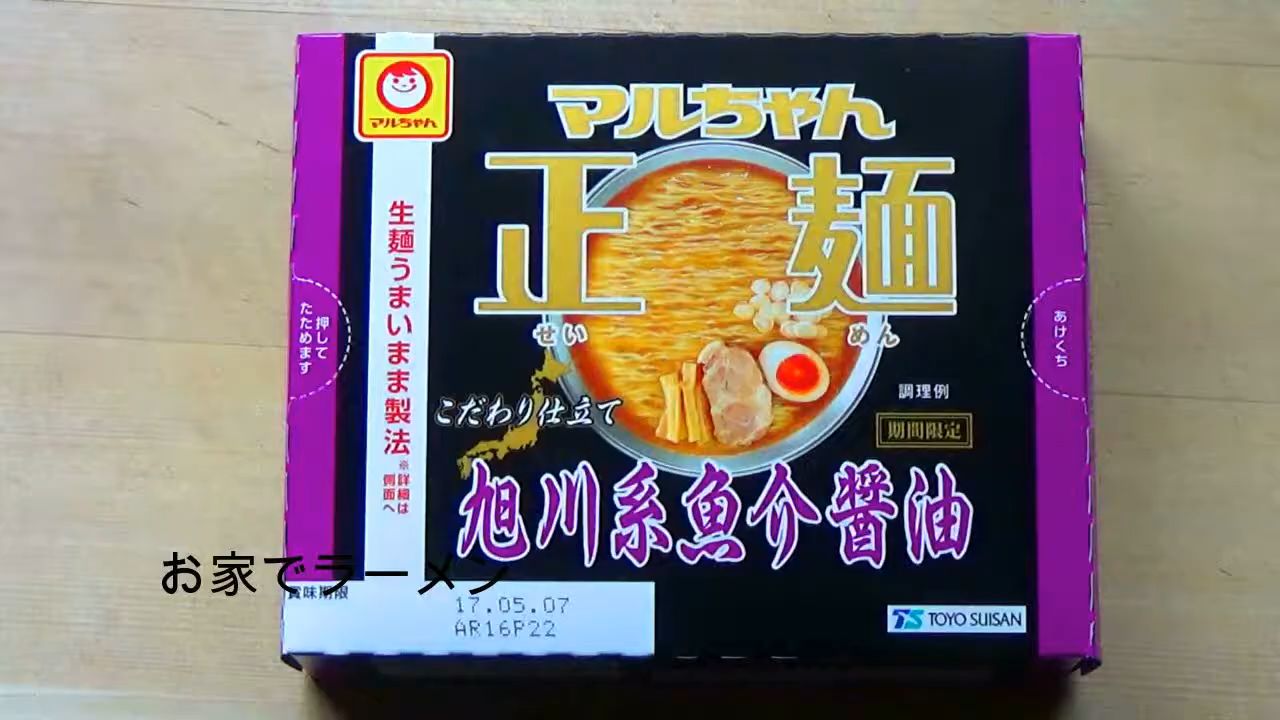 マルちゃん
マルちゃん
正麺
せいめん
生麺うまいまま製法
※詳細は
側面へ
押して
たためます
あけくち
調理例
期間限定
こだわり仕立て
旭川系魚介醤油
お家でラーメン
賞味期限
17.05.07
AR16P22
TS TOYO SUISAN